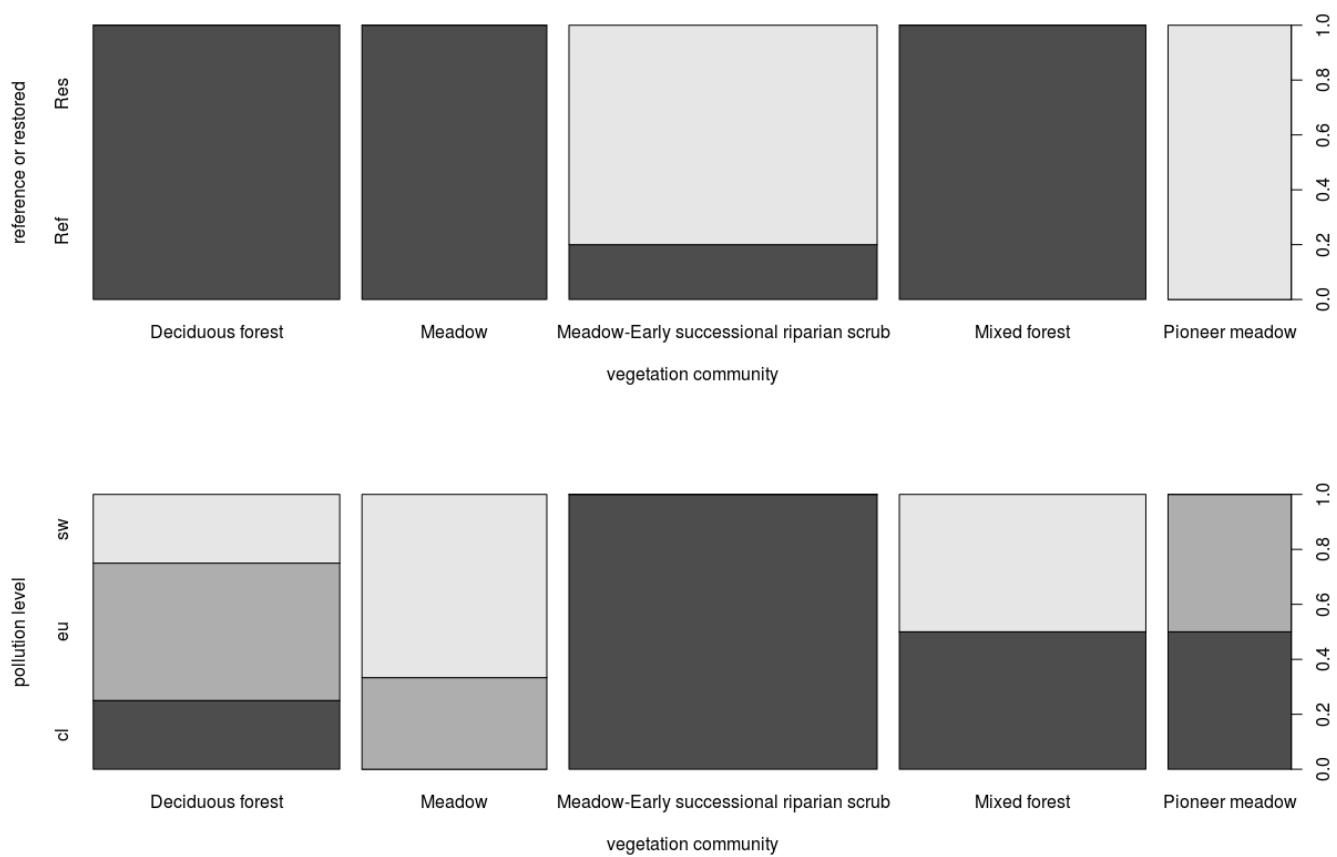 reference or restored
Res
Ref
1.0
0.8
0.6
0.4
0.2
0.0
Deciduous forest
Meadow
Meadow-Early successional riparian scrub
Mixed forest
Pioneer meadow
vegetation community
pollution level
sw
eu
cl
1.0
0.8
0.6
0.4
0.2
0.0
Deciduous forest
Meadow
Meadow-Early successional riparian scrub
Mixed forest
Pioneer meadow
vegetation community